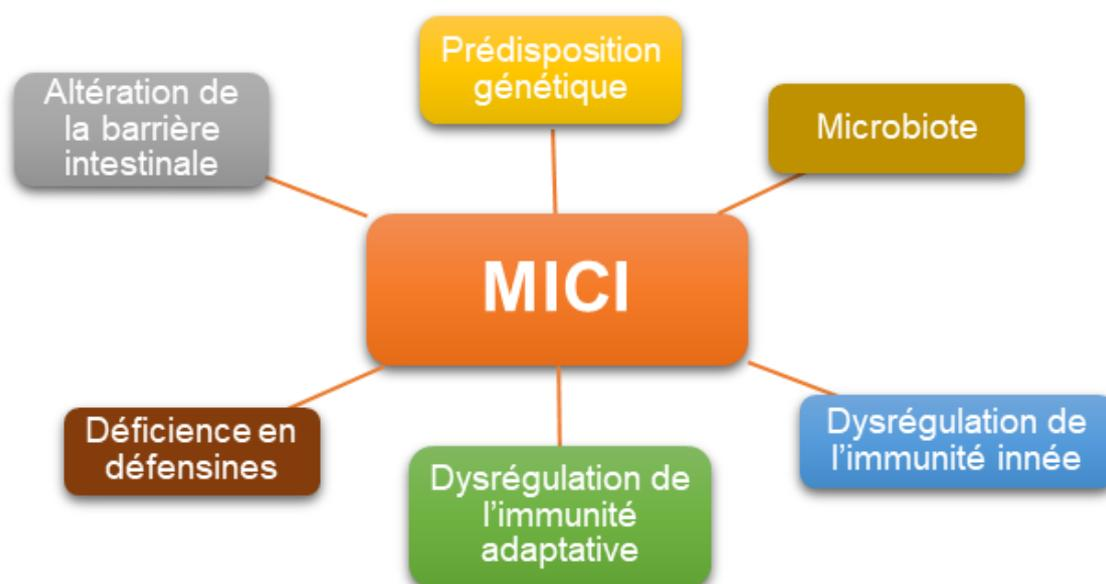 Prédisposition
génétique
Altération de
la barrière
intestinale
Microbiote
MICI
Déficience en
défensines
Dysrégulation de
l'immunité innée
Dysrégulation de
l'immunité
adaptative